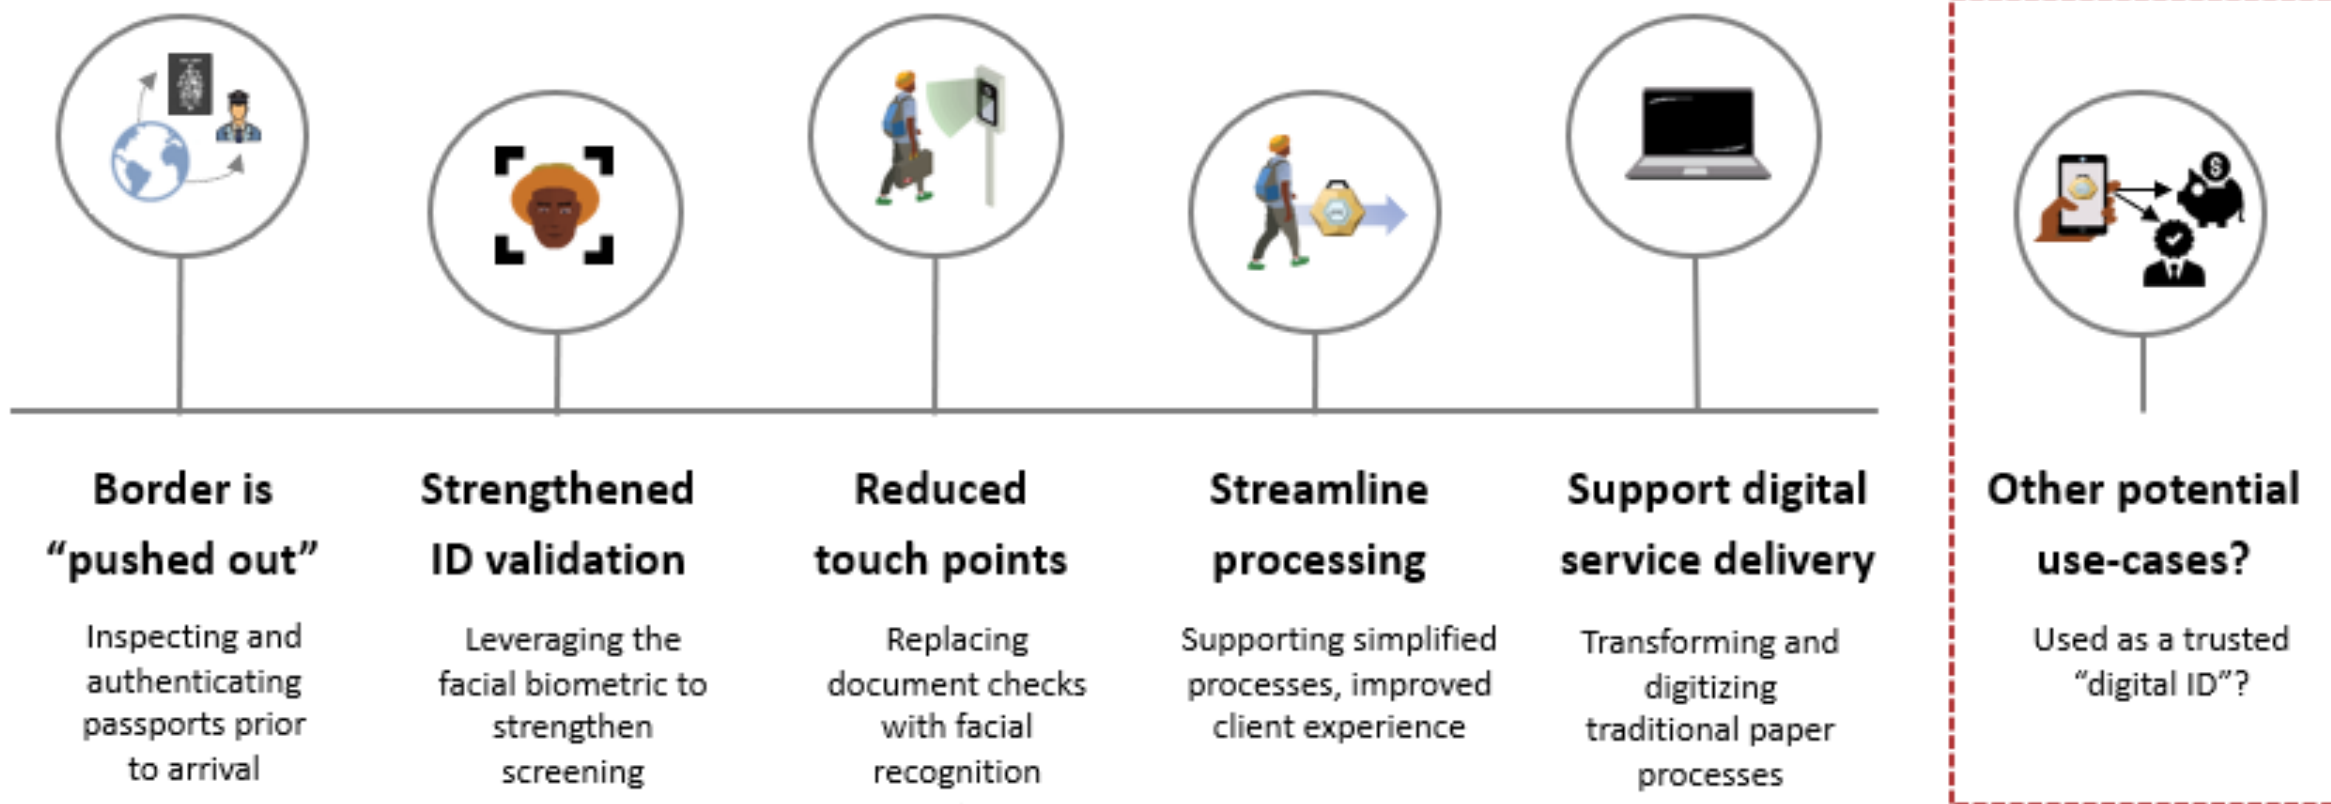 Border is
“pushed out”
Inspecting and
authenticating
passports prior
to arrival
Strengthened
ID validation
Leveraging the
facial biometric to
strengthen
screening
Reduced
touch points
Replacing
document checks
with facial
recognition
Streamline
processing
Supporting simplified
processes, improved
client experience
Support digital
service delivery
Transforming and
digitizing
traditional paper
processes
$
Other potential
use-cases?
Used as a trusted
“digital ID”?